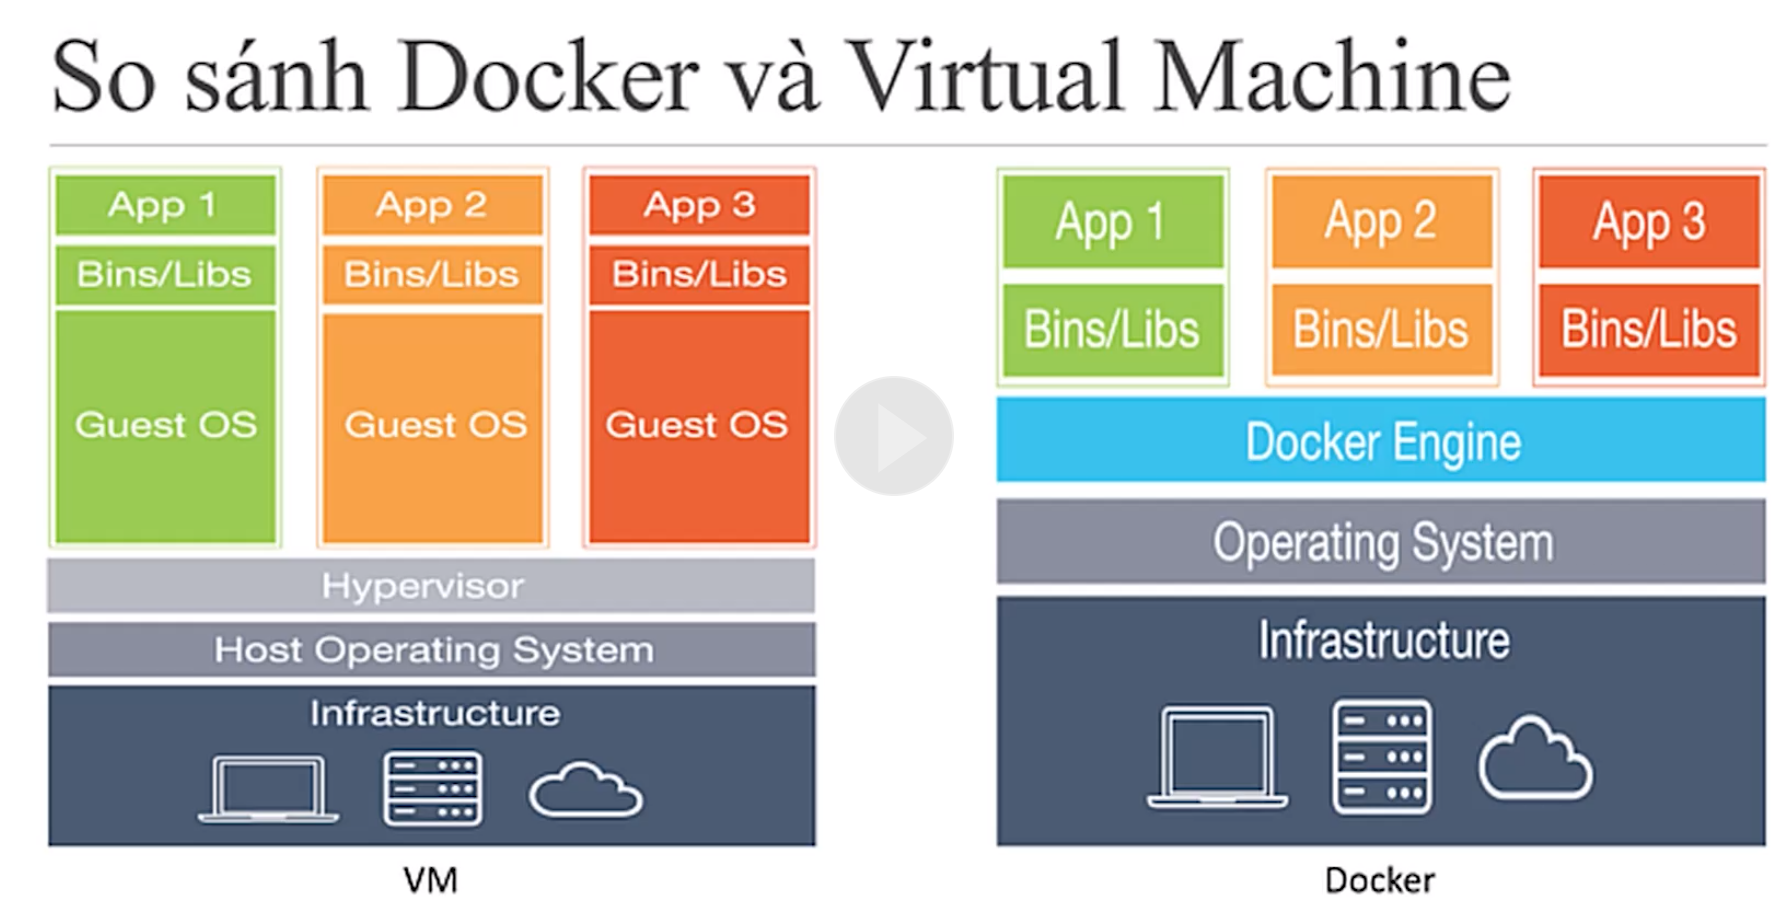 So sánh Docker và Virtual Machine
App 1
Bins/Libs
Guest OS
App 2
Bins/Libs
Guest OS
App 3
Bins/Libs
Guest OS
Hypervisor
Host Operating System
Infrastructure
VM
App 1
Bins/Libs
App 2
Bins/Libs
App 3
Bins/Libs
Docker Engine
Operating System
Infrastructure
Docker